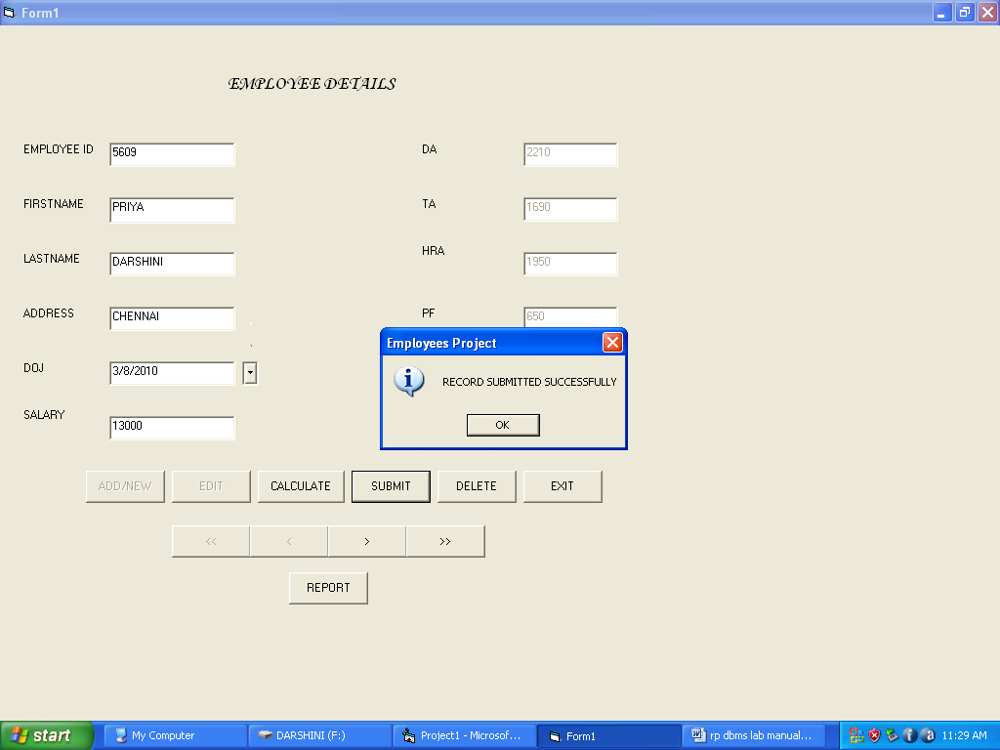 Form1
EMPLOYEE DETAILS
EMPLOYEE ID 5609 DA 2210
FIRSTNAME PRIYA TA 1690
LASTNAME DARSHINI HRA 1950
ADDRESS CHENNAI PF 650
Employees Project
DOJ 3/8/2010 RECORD SUBMITTED SUCCESSFULLY
SALARY 13000 OK
ADD/NEW EDIT CALCULATE SUBMIT DELETE EXIT
<< < > >>
REPORT
start My Computer DARSHINI (F:) Project1 - Microsof... Form1 rp dbms lab manual... 11:29 AM